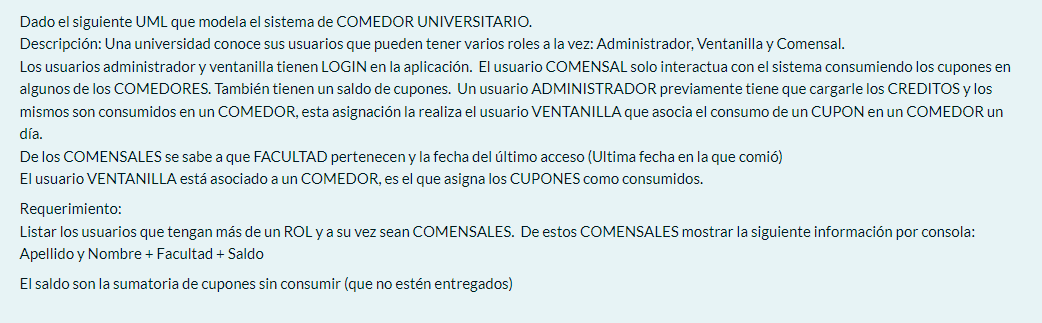 Dado el siguiente UML que modela el sistema de COMEDOR UNIVERSITARIO.
Descripción: Una universidad conoce sus usuarios que pueden tener varios roles a la vez: Administrador, Ventanilla y Comensal.
Los usuarios administrador y ventanilla tienen LOGIN en la aplicación. El usuario COMENSAL solo interactua con el sistema consumiendo los cupones en
algunos de los COMEDORES. También tienen un saldo de cupones. Un usuario ADMINISTRADOR previamente tiene que cargarle los CREDITOS y los
mismos son consumidos en un COMEDOR, esta asignación la realiza el usuario VENTANILLA que asocia el consumo de un CUPON en un COMEDOR un
día.
De los COMENSALES se sabe a que FACULTAD pertenecen y la fecha del último acceso (Ultima fecha en la que comió)
El usuario VENTANILLA está asociado a un COMEDOR, es el que asigna los CUPONES como consumidos.
Requerimiento:
Listar los usuarios que tengan más de un ROL y a su vez sean COMENSALES. De estos COMENSALES mostrar la siguiente información por consola:
Apellido y Nombre + Facultad + Saldo
El saldo son la sumatoria de cupones sin consumir (que no estén entregados)